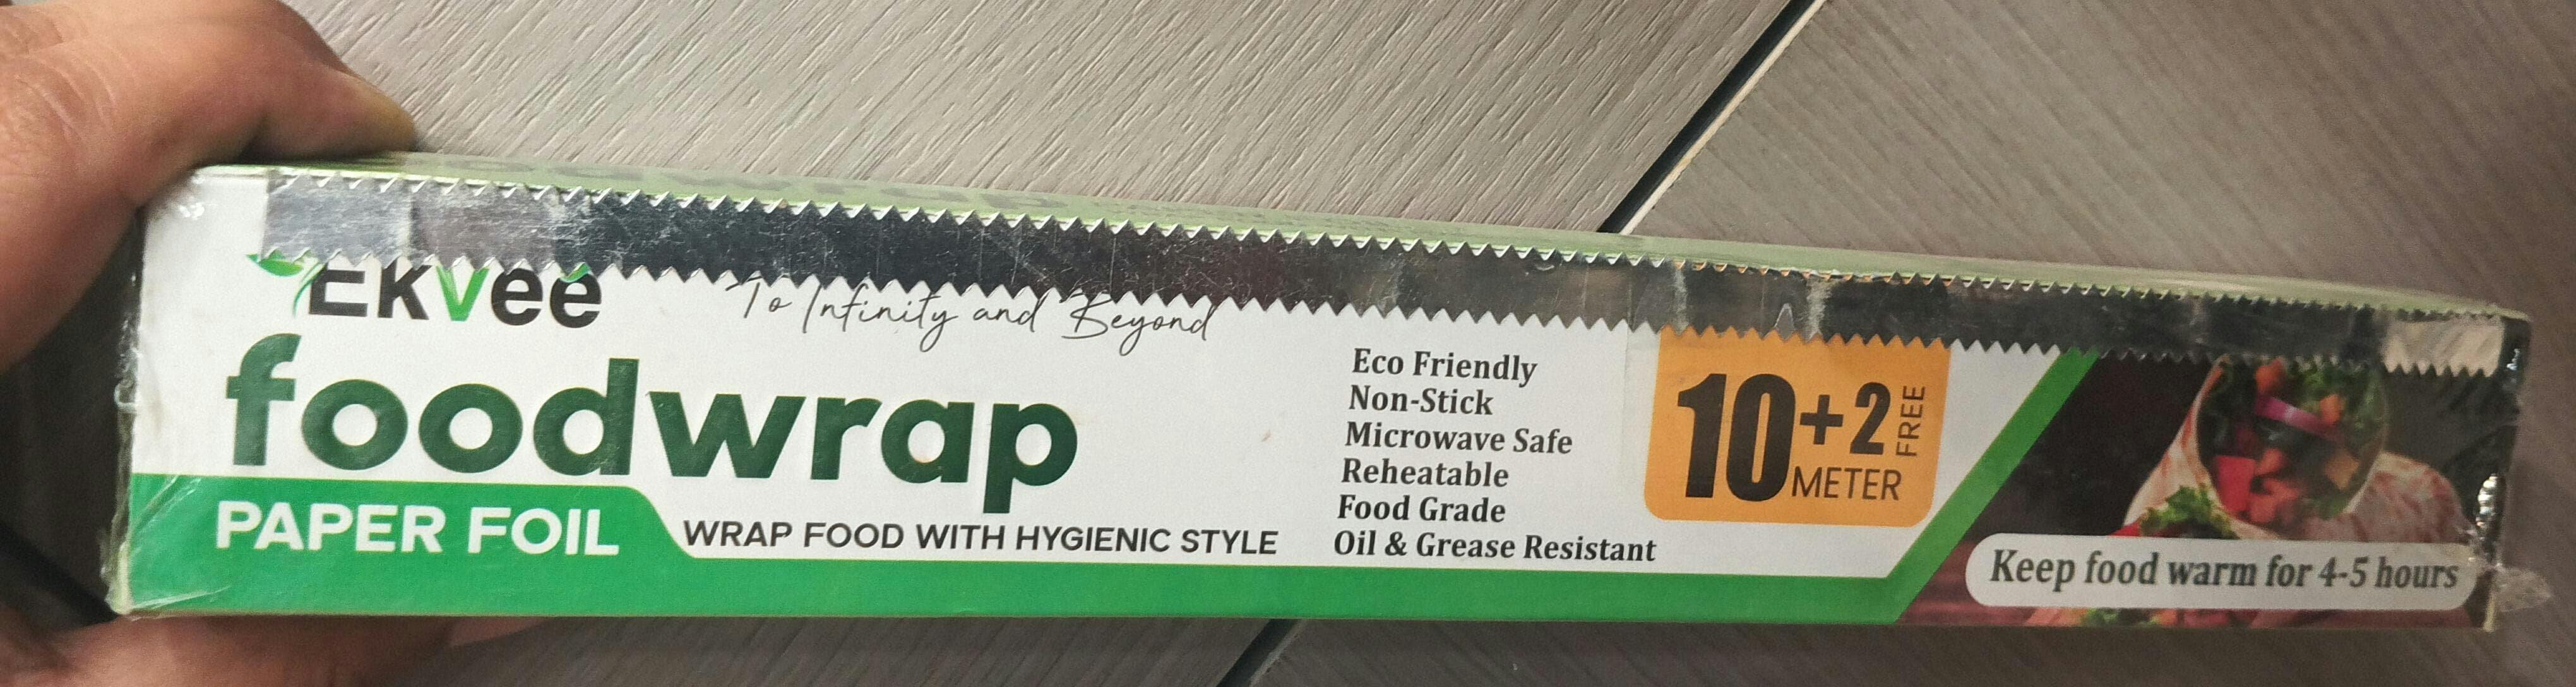 Ekvee
To Infinity and Beyond
foodwrap
PAPER FOIL
WRAP FOOD WITH HYGIENIC STYLE
Eco Friendly
Non-Stick
Microwave Safe
Reheatable
Food Grade
Oil & Grease Resistant
10+2 FREE
METER
Keep food warm for 4-5 hours